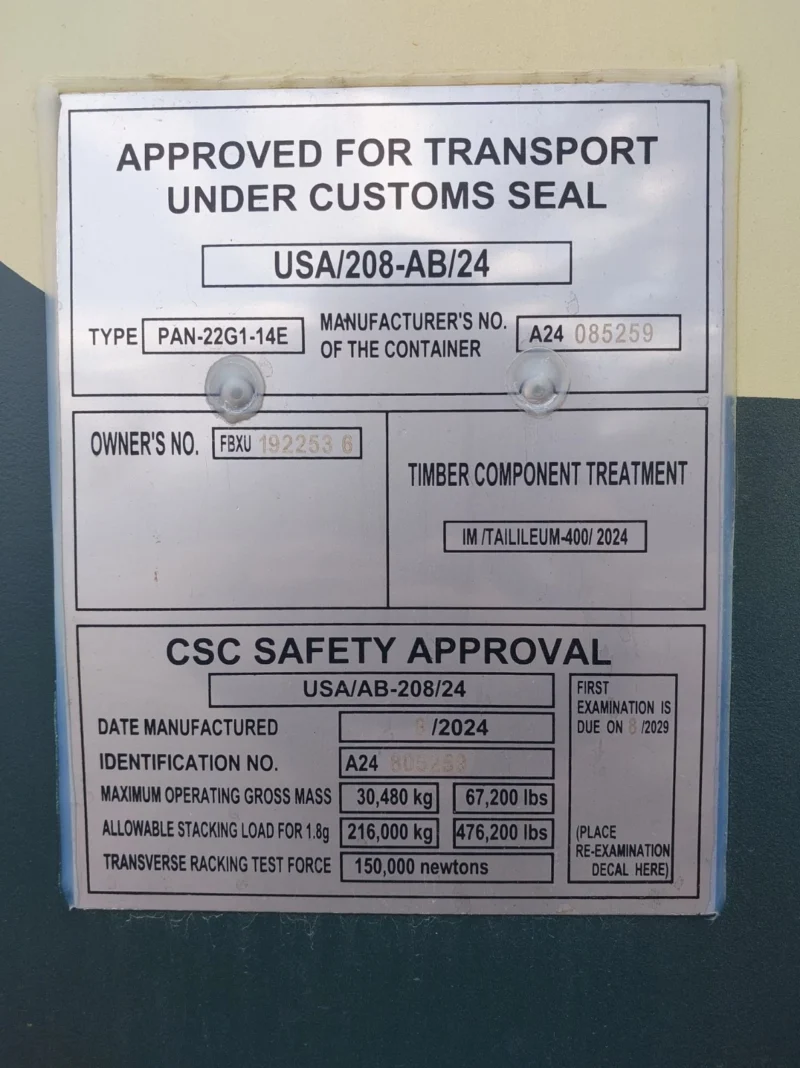 APPROVED FOR TRANSPORT
UNDER CUSTOMS SEAL
USA/208-AB/24
TYPE PAN-22G1-14E
MANUFACTURER'S NO.
OF THE CONTAINER
A24 085259
OWNER'S NO. FBXU 192253 6
TIMBER COMPONENT TREATMENT
IM /TAILILEUM-400/ 2024
CSC SAFETY APPROVAL
USA/AB-208/24
DATE MANUFACTURED /2024
IDENTIFICATION NO. A24
MAXIMUM OPERATING GROSS MASS 30,480 kg 67,200 lbs
ALLOWABLE STACKING LOAD FOR 1.8g 216,000 kg 476,200 lbs
TRANSVERSE RACKING TEST FORCE 150,000 newtons
FIRST
EXAMINATION IS
DUE ON 8 /2029
(PLACE
RE-EXAMINATION
DECAL HERE)